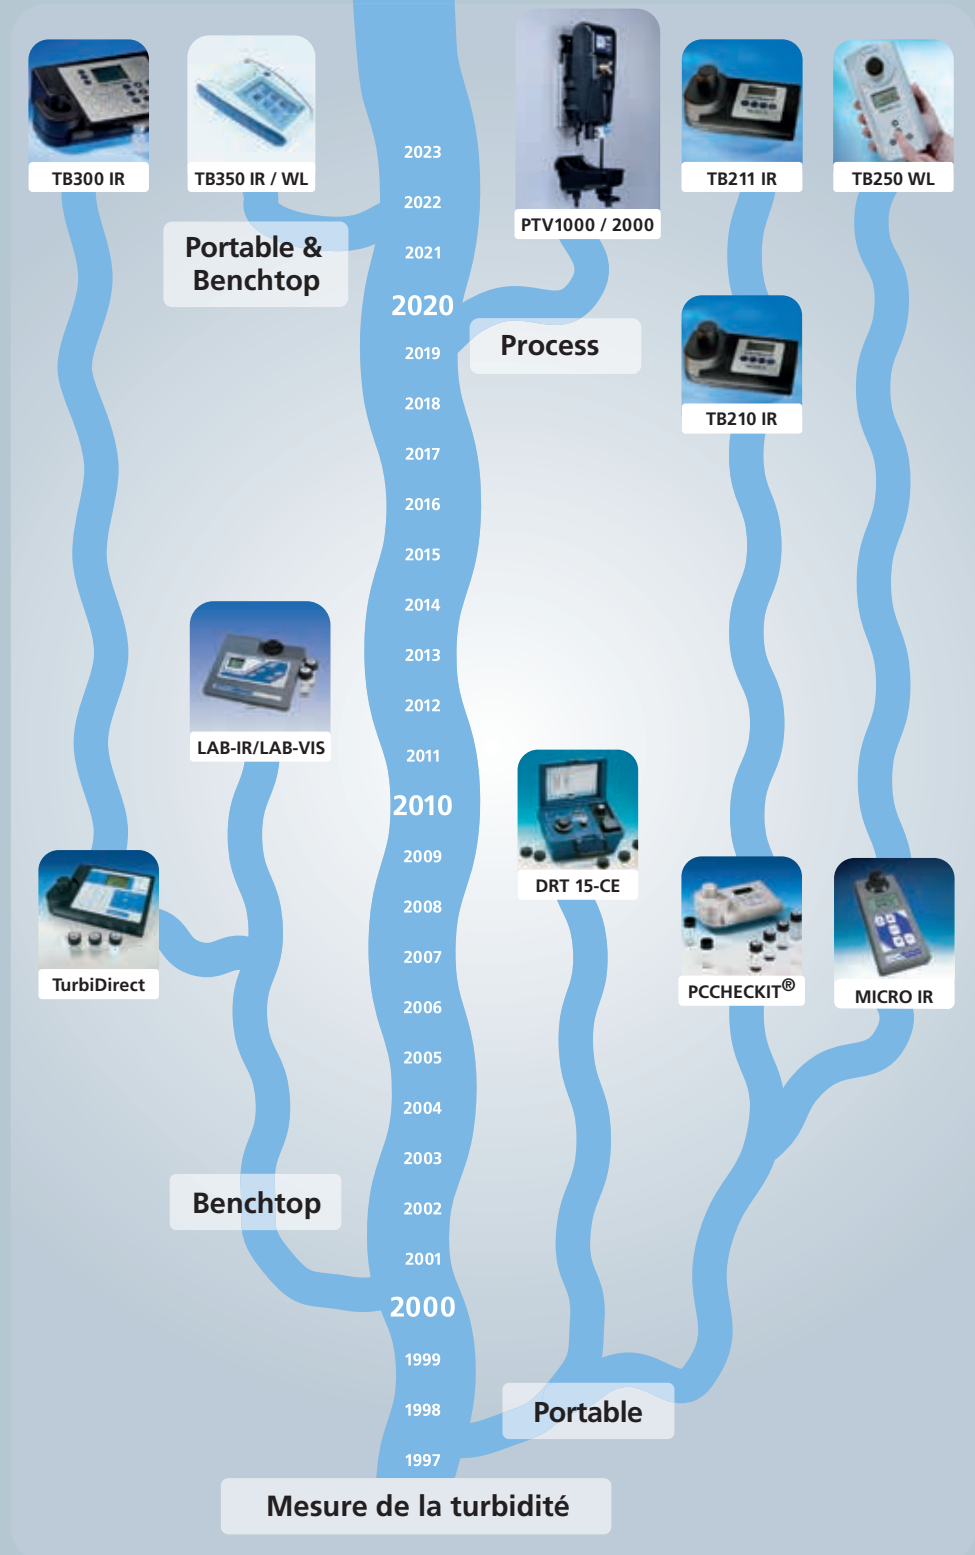 TB300 IR
TB350 IR / WL
PTV1000 / 2000
TB211 IR
TB250 WL
Portable &
Benchtop
Process
TB210 IR
LAB-IR/LAB-VIS
DRT 15-CE
TurbiDirect
PCCHECKIT®
MICRO IR
Benchtop
Portable
2023
2022
2021
2020
2019
2018
2017
2016
2015
2014
2013
2012
2011
2010
2009
2008
2007
2006
2005
2004
2003
2002
2001
2000
1999
1998
1997
Mesure de la turbidité